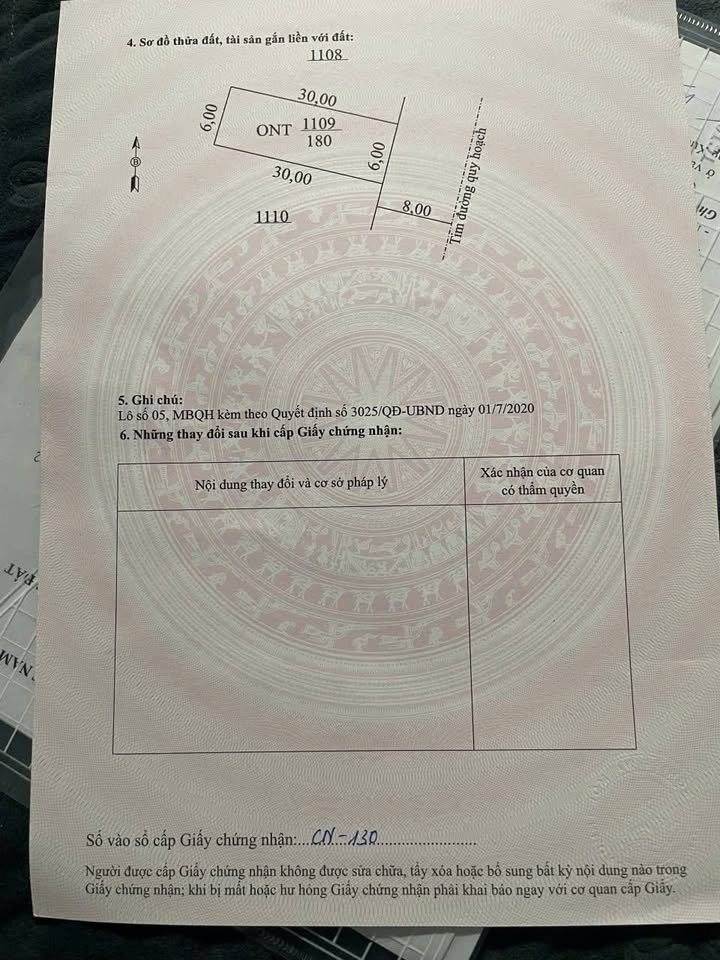 4. Sơ đồ thửa đất, tài sản gắn liền với đất:
1108
30,00
6,00
ONT 1109
180
6,00
30,00
B
8,00
Tim đường quy hoạch
1110
5. Ghi chú:
Lô số 05, MBQH kèm theo Quyết định số 3025/QĐ-UBND ngày 01/7/2020
6. Những thay đổi sau khi cấp Giấy chứng nhận:
Nội dung thay đổi và cơ sở pháp lý
Xác nhận của cơ quan
có thẩm quyền
ĐẤT
NAM
Số vào sổ cấp Giấy chứng nhận:...CN-130........................
Người được cấp Giấy chứng nhận không được sửa chữa, tẩy xóa hoặc bổ sung bất kỳ nội dung nào trong
Giấy chứng nhận; khi bị mất hoặc hư hỏng Giấy chứng nhận phải khai báo ngay với cơ quan cấp Giấy.